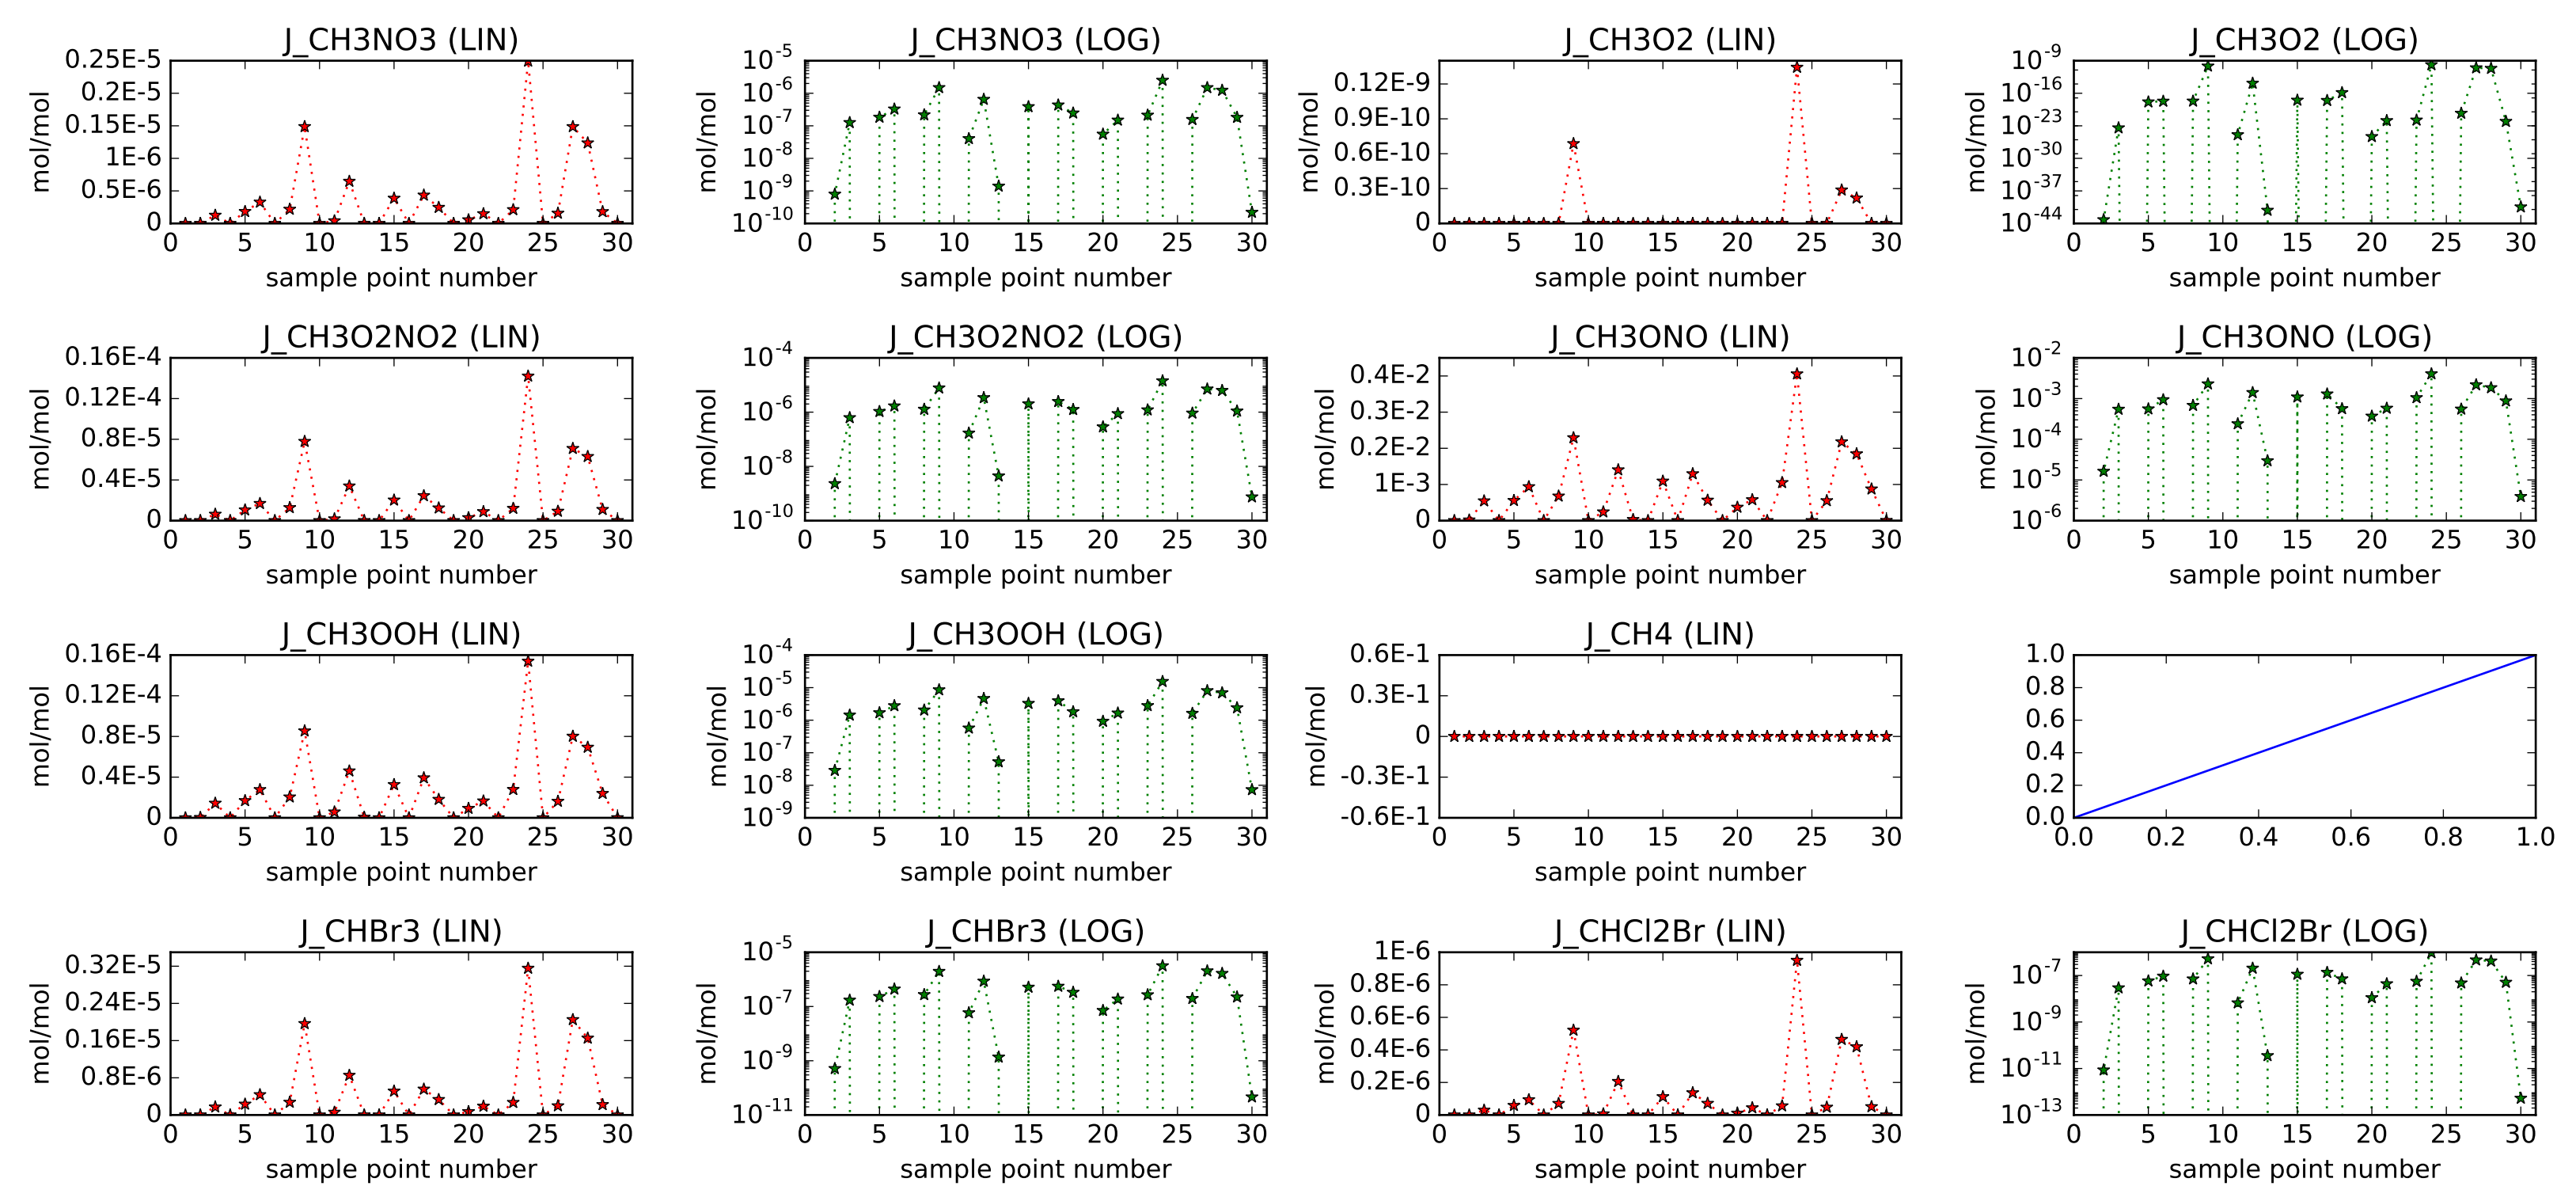 J_CH3NO3 (LIN)
0.25E-5
0.2E-5
0.15E-5
1E-6
0.5E-6
0
mol/mol
0 5 10 15 20 25 30
sample point number
J_CH3NO3 (LOG)
10-5
10-6
10-7
10-8
10-9
10-10
mol/mol
0 5 10 15 20 25 30
sample point number
J_CH3O2 (LIN)
0.12E-9
0.9E-10
0.6E-10
0.3E-10
0
mol/mol
0 5 10 15 20 25 30
sample point number
J_CH3O2 (LOG)
10-9
10-16
10-23
10-30
10-37
10-44
mol/mol
0 5 10 15 20 25 30
sample point number
J_CH3O2NO2 (LIN)
0.16E-4
0.12E-4
0.8E-5
0.4E-5
0
mol/mol
0 5 10 15 20 25 30
sample point number
J_CH3O2NO2 (LOG)
10-4
10-6
10-8
10-10
mol/mol
0 5 10 15 20 25 30
sample point number
J_CH3ONO (LIN)
0.4E-2
0.3E-2
0.2E-2
1E-3
0
mol/mol
0 5 10 15 20 25 30
sample point number
J_CH3ONO (LOG)
10-2
10-3
10-4
10-5
10-6
mol/mol
0 5 10 15 20 25 30
sample point number
J_CH3OOH (LIN)
0.16E-4
0.12E-4
0.8E-5
0.4E-5
0
mol/mol
0 5 10 15 20 25 30
sample point number
J_CH3OOH (LOG)
10-4
10-5
10-6
10-7
10-8
10-9
mol/mol
0 5 10 15 20 25 30
sample point number
J_CH4 (LIN)
0.6E-1
0.3E-1
0
-0.3E-1
-0.6E-1
mol/mol
0 5 10 15 20 25 30
sample point number
1.0
0.8
0.6
0.4
0.2
0.0
0.0 0.2 0.4 0.6 0.8 1.0
J_CHBr3 (LIN)
0.32E-5
0.24E-5
0.16E-5
0.8E-6
0
mol/mol
0 5 10 15 20 25 30
sample point number
J_CHBr3 (LOG)
10-5
10-7
10-9
10-11
mol/mol
0 5 10 15 20 25 30
sample point number
J_CHCl2Br (LIN)
1E-6
0.8E-6
0.6E-6
0.4E-6
0.2E-6
0
mol/mol
0 5 10 15 20 25 30
sample point number
J_CHCl2Br (LOG)
10-7
10-9
10-11
10-13
mol/mol
0 5 10 15 20 25 30
sample point number